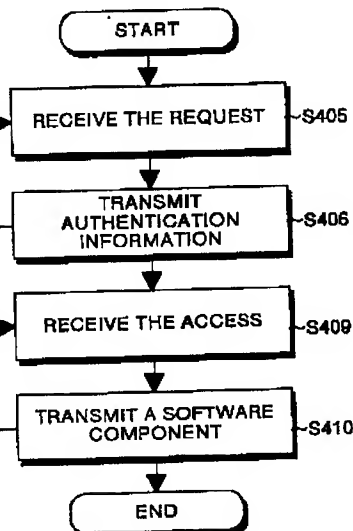 START
RECEIVE THE REQUEST
S405
TRANSMIT
AUTHENTICATION
INFORMATION
S406
RECEIVE THE ACCESS
S409
TRANSMIT A SOFTWARE
COMPONENT
S410
END